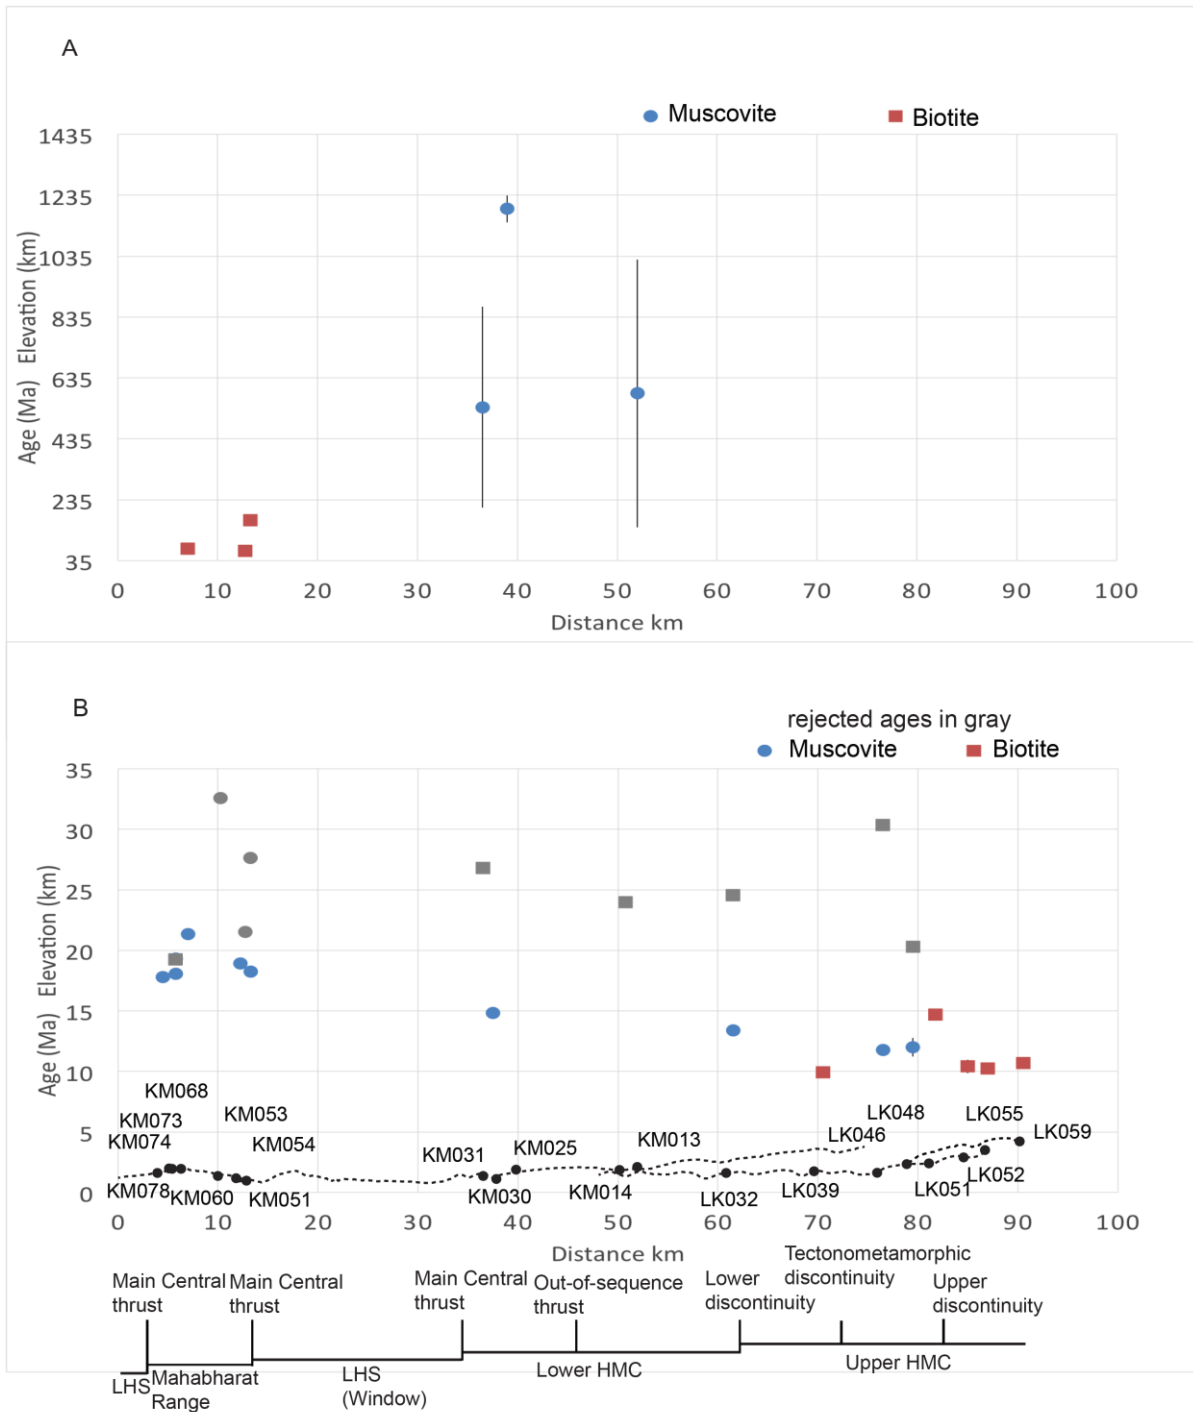 A
Muscovite
Biotite
1435
1235
1035
835
635
435
235
35
Age (Ma) Elevation (km)
0 10 20 30 40 50 60 70 80 90 100
Distance km
B
rejected ages in gray
Muscovite
Biotite
35
30
25
20
15
10
5
0
Age (Ma) Elevation (km)
KM068
KM073
KM053
KM074
KM054
KM078
KM060
KM051
KM031
KM025
KM030
KM013
KM014
LK032
LK039
LK046
LK048
LK055
LK059
LK052
LK051
0 10 20 30 40 50 60 70 80 90 100
Distance km
Main Central
thrust
Main Central
thrust
Main Central
thrust
Out-of-sequence
thrust
Lower
discontinuity
Tectonometamorphic
discontinuity
Upper
discontinuity
LHS
Mahabharat
Range
LHS
(Window)
Lower HMC
Upper HMC